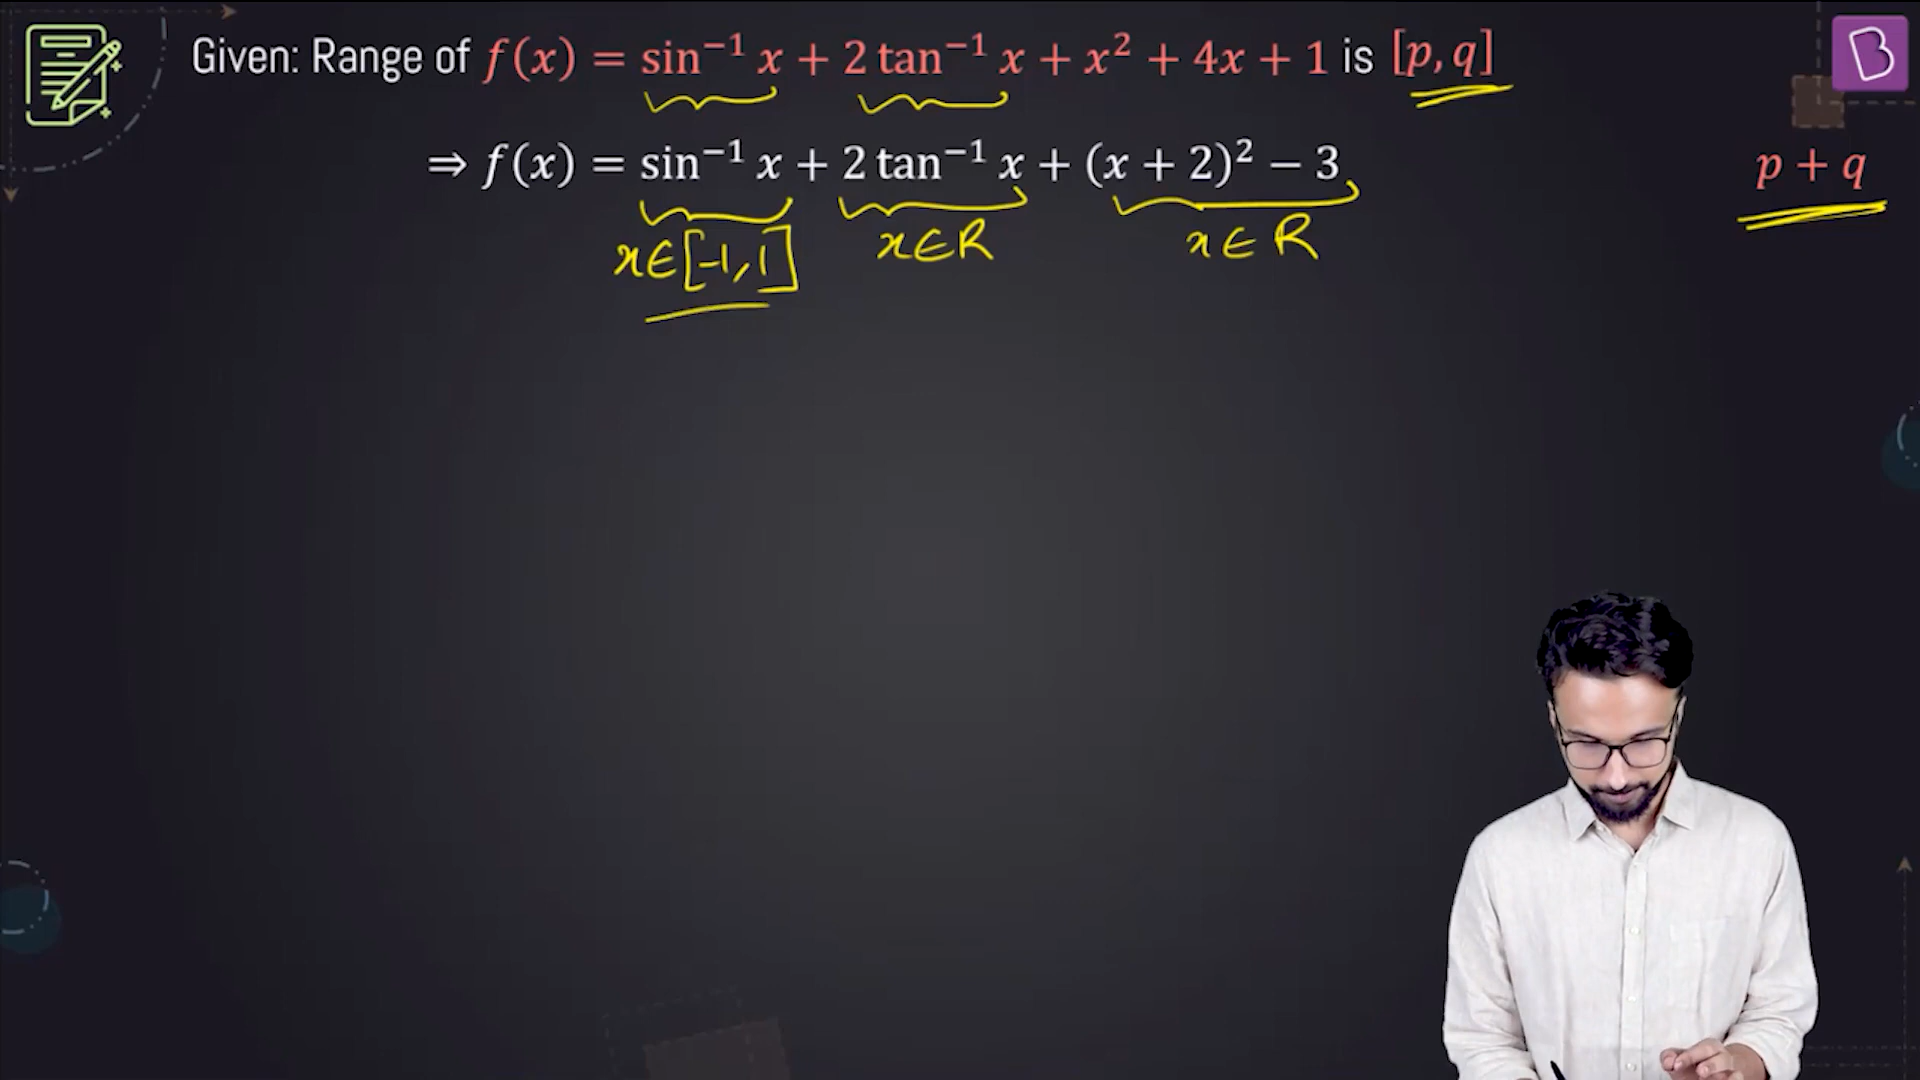 Given: Range of f(x) = sin⁻¹ x + 2 tan⁻¹ x + x² + 4x + 1 is [p, q]
⇒ f(x) = sin⁻¹ x + 2 tan⁻¹ x + (x + 2)² − 3
p + q
x∈[-1,1] x∈R x∈R
B